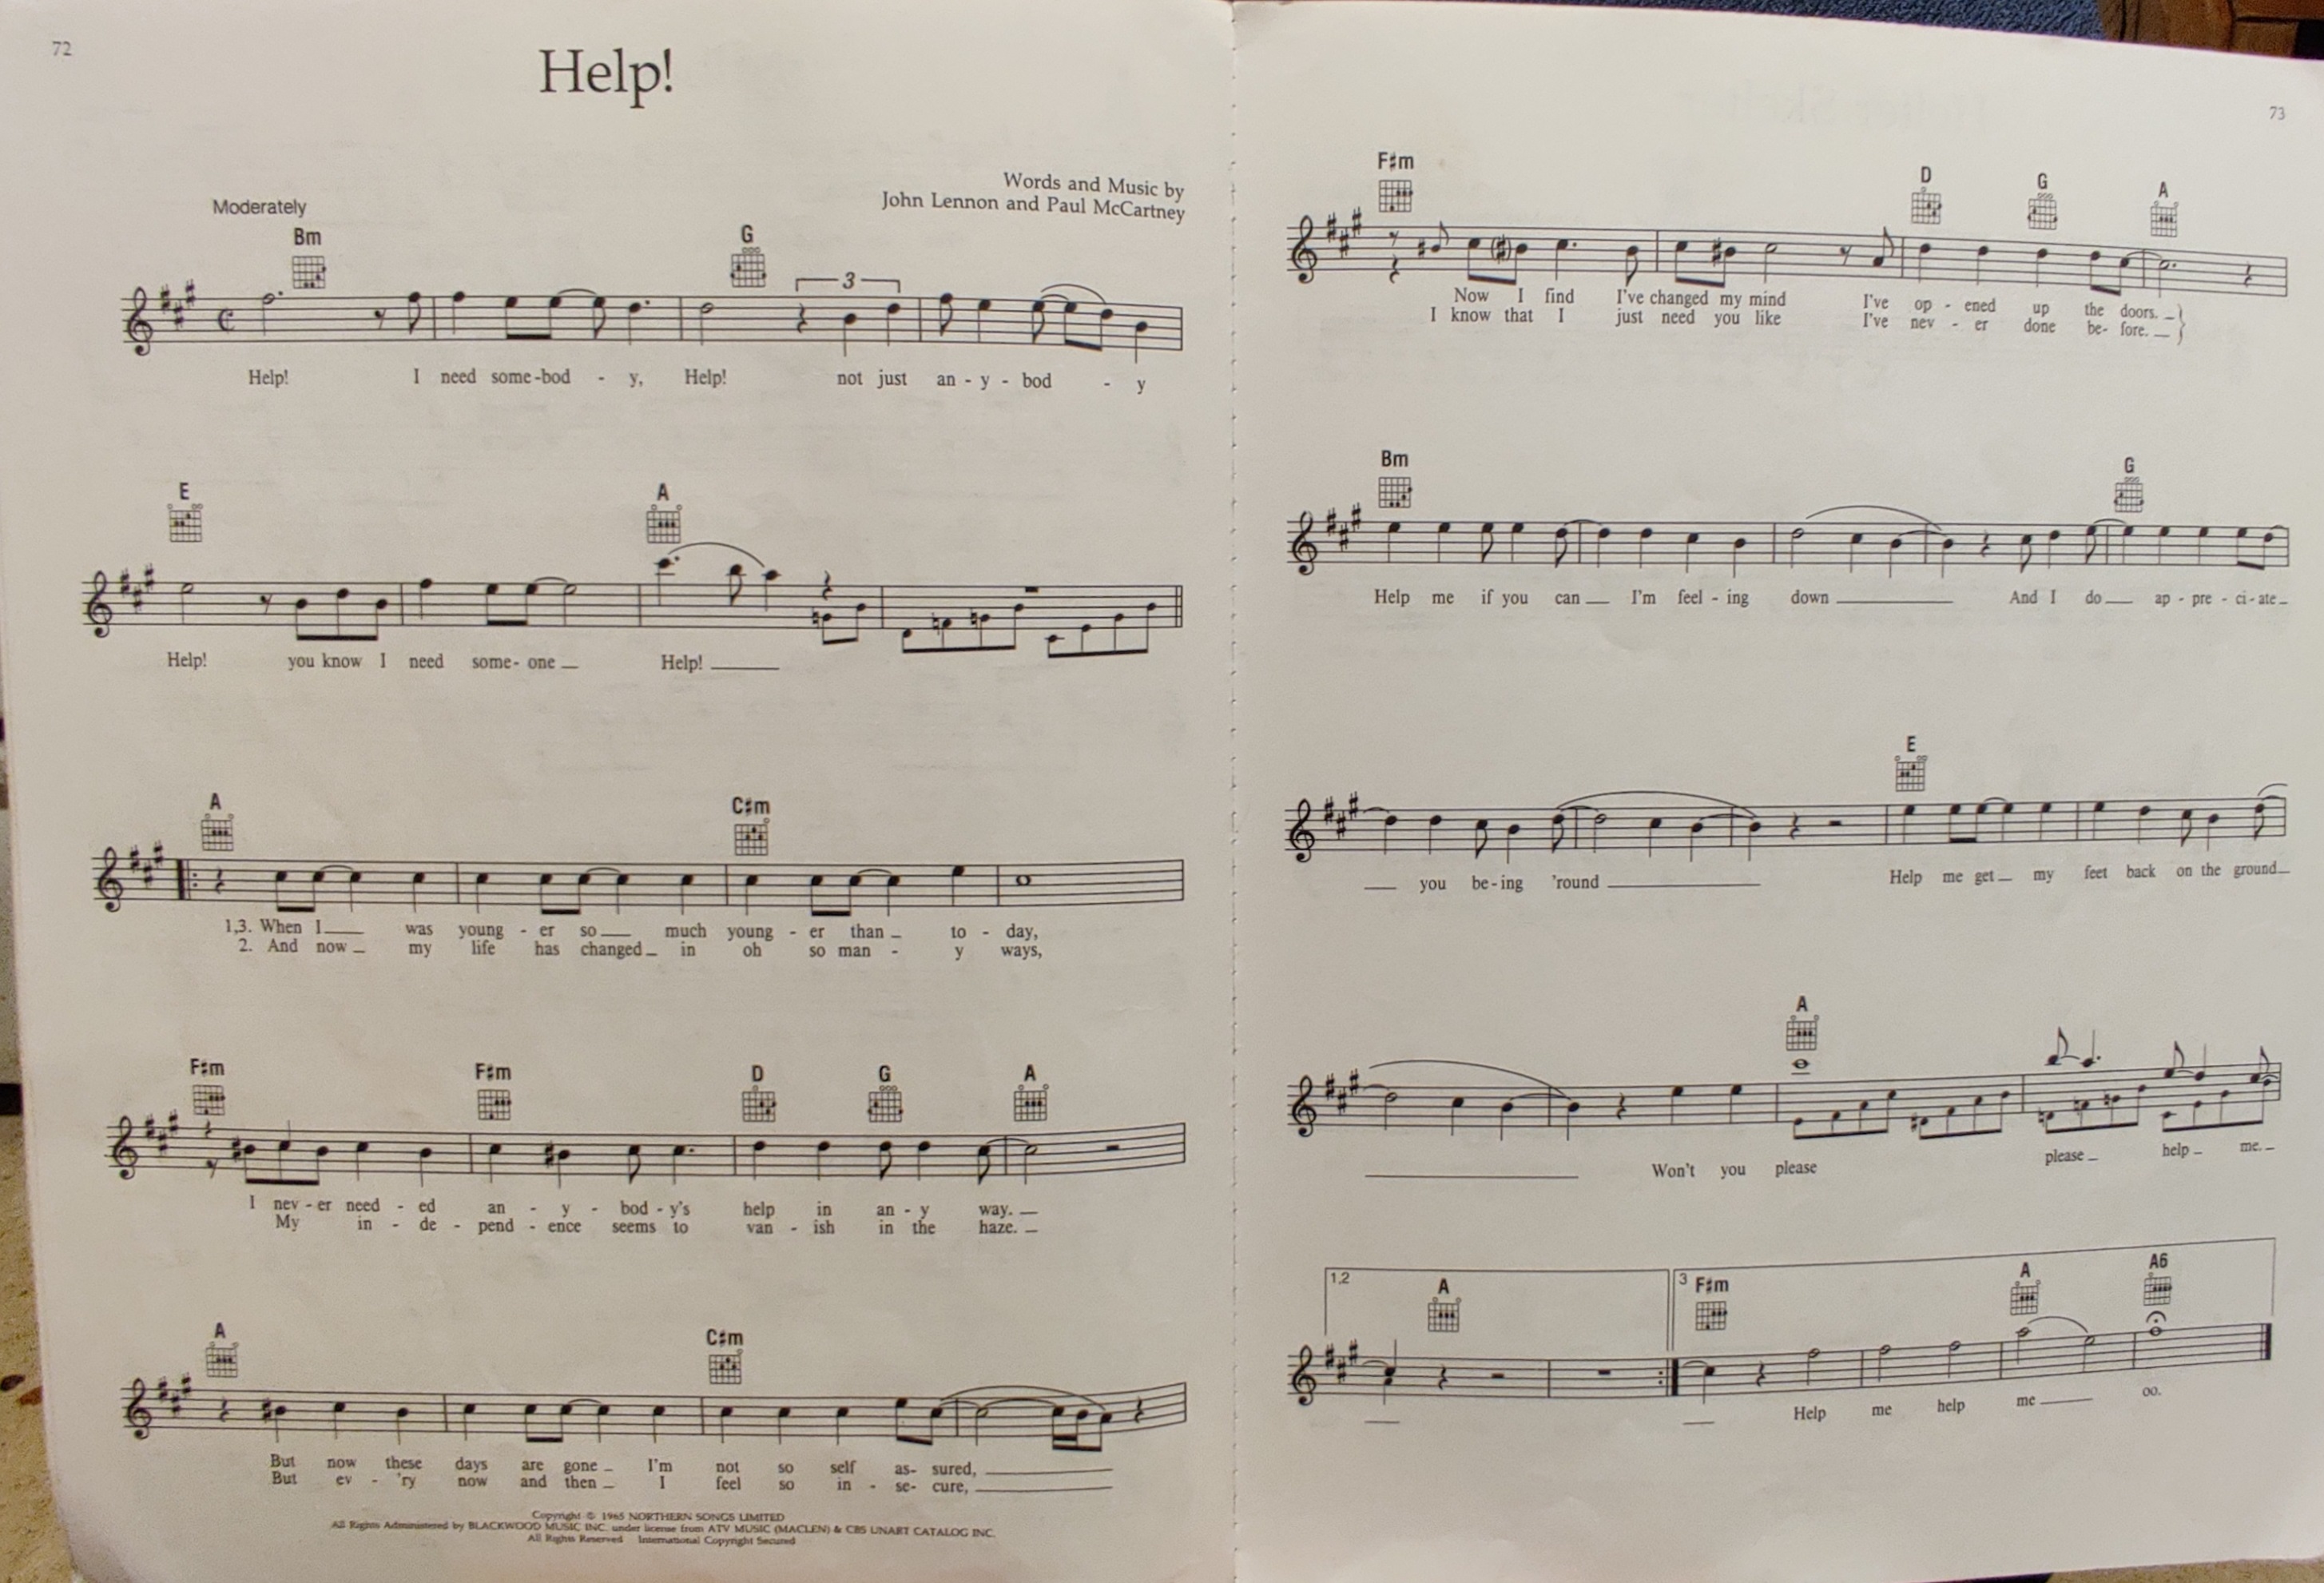 72
Help!
Words and Music by
John Lennon and Paul McCartney
Moderately
Bm G
3
Help! I need some-bod - y, Help! not just an - y - bod - y
E A
Help! you know I need some- one Help!
A C♯m
1,3. When I was young - er so much young - er than to - day,
2. And now my life has changed in oh so man - y ways,
F♯m F♯m D G A
I nev - er need - ed an - y - bod - y's help in an - y way.
My in - de - pend - ence seems to van - ish in the haze.
A C♯m
But now these days are gone I'm not so self as- sured,
But ev - 'ry now and then I feel so in - se- cure,
Copyright © 1965 NORTHERN SONGS LIMITED
All Rights Administered by BLACKWOOD MUSIC INC. under license from ATV MUSIC (MACLEN) & CBS UNART CATALOG INC.
All Rights Reserved International Copyright Secured
73
F♯m D G A
Now I find I've changed my mind I've op - ened up the doors.
I know that I just need you like I've nev - er done be- fore.
Bm G
Help me if you can I'm feel - ing down And I do ap - pre - ci - ate
E
you be - ing 'round Help me get my feet back on the ground
A
Won't you please please help me.
1,2 A 3 F♯m A A6
Help me help me oo.